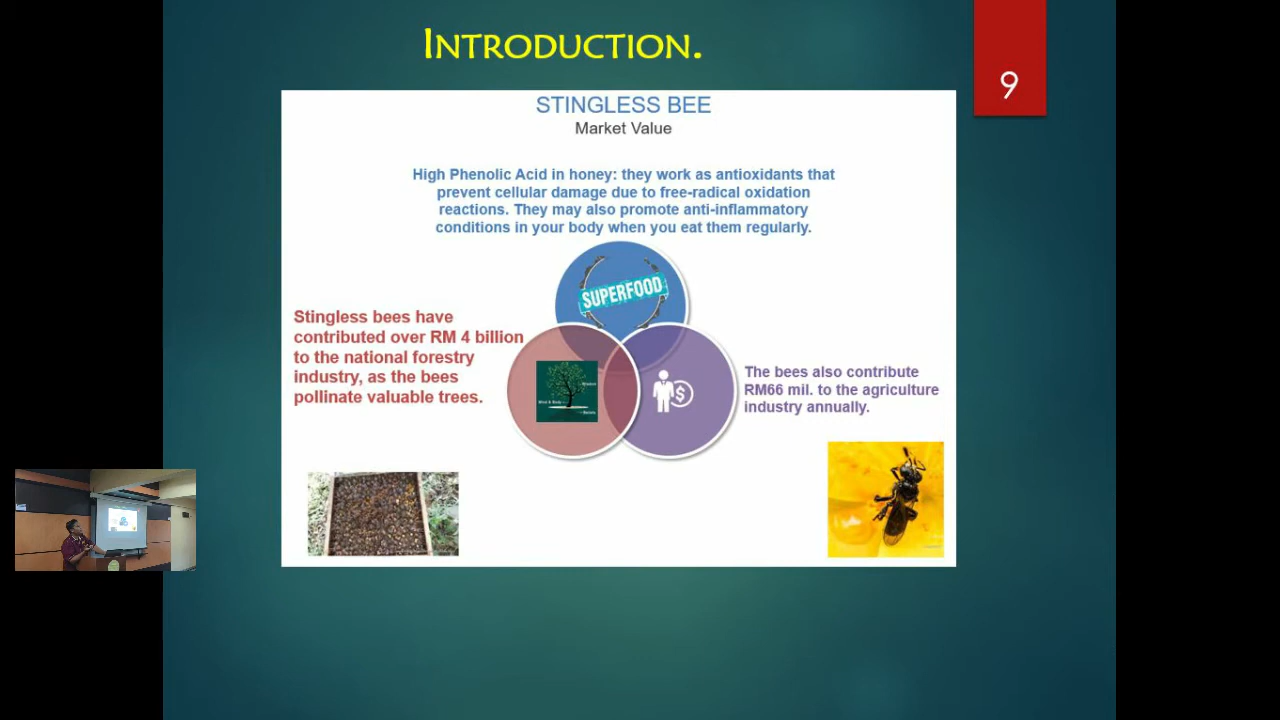 INTRODUCTION.
9
STINGLESS BEE
Market Value
High Phenolic Acid in honey: they work as antioxidants that
prevent cellular damage due to free-radical oxidation
reactions. They may also promote anti-inflammatory
conditions in your body when you eat them regularly.
SUPERFOOD
Stingless bees have
contributed over RM 4 billion
to the national forestry
industry, as the bees
pollinate valuable trees.
$
The bees also contribute
RM66 mil. to the agriculture
industry annually.